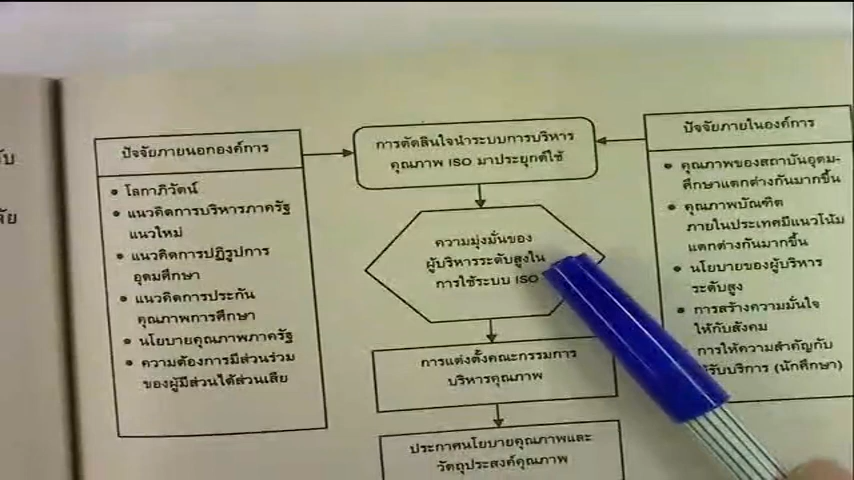 ปัจจัยภายนอกองค์การ
โลกาภิวัตน์
แนวคิดการบริหารภาครัฐ
แนวใหม่
แนวคิดการปฏิรูปการ
อุดมศึกษา
แนวคิดการประกัน
คุณภาพการศึกษา
นโยบายคุณภาพภาครัฐ
ความต้องการมีส่วนร่วม
ของผู้มีส่วนได้ส่วนเสีย
การตัดสินใจนำระบบการบริหาร
คุณภาพ ISO มาประยุกต์ใช้
ความมุ่งมั่นของ
ผู้บริหารระดับสูงใน
การใช้ระบบ ISO
การแต่งตั้งคณะกรรมการ
บริหารคุณภาพ
ประกาศนโยบายคุณภาพและ
วัตถุประสงค์คุณภาพ
ปัจจัยภายในองค์การ
คุณภาพของสถาบันอุดม-
ศึกษาแตกต่างกันมากขึ้น
คุณภาพบัณฑิต
ภายในประเทศมีแนวโน้ม
แตกต่างกันมากขึ้น
นโยบายของผู้บริหาร
ระดับสูง
การสร้างความมั่นใจ
ให้กับสังคม
การให้ความสำคัญกับ
รับบริการ (นักศึกษา)